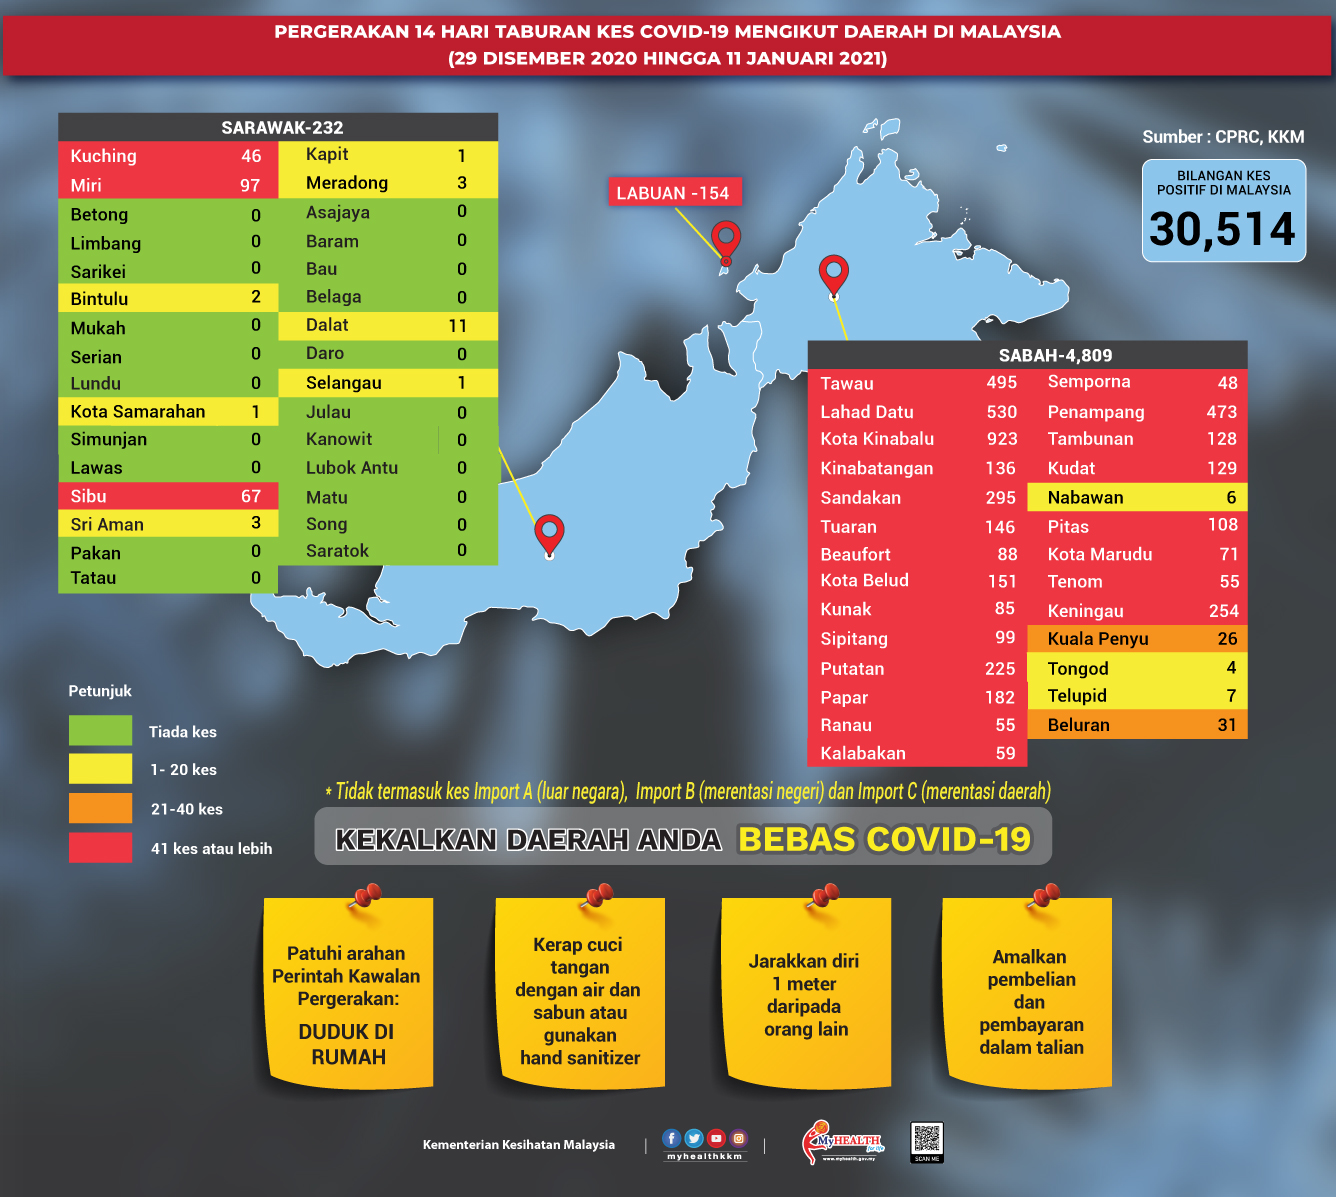 PERGERAKAN 14 HARI TABURAN KES COVID-19 MENGIKUT DAERAH DI MALAYSIA
(29 DISEMBER 2020 HINGGA 11 JANUARI 2021)
SARAWAK-232
Kuching 46
Miri 97
Betong 0
Limbang 0
Sarikei 0
Bintulu 2
Mukah 0
Serian 0
Lundu 0
Kota Samarahan 1
Simunjan 0
Lawas 0
Sibu 67
Sri Aman 3
Pakan 0
Tatau 0
Kapit 1
Meradong 3
Asajaya 0
Baram 0
Bau 0
Belaga 0
Dalat 11
Daro 0
Selangau 1
Julau 0
Kanowit 0
Lubok Antu 0
Matu 0
Song 0
Saratok 0
LABUAN -154
Sumber : CPRC, KKM
BILANGAN KES
POSITIF DI MALAYSIA
30,514
SABAH-4,809
Tawau 495
Lahad Datu 530
Kota Kinabalu 923
Kinabatangan 136
Sandakan 295
Tuaran 146
Beaufort 88
Kota Belud 151
Kunak 85
Sipitang 99
Putatan 225
Papar 182
Ranau 55
Kalabakan 59
Semporna 48
Penampang 473
Tambunan 128
Kudat 129
Nabawan 6
Pitas 108
Kota Marudu 71
Tenom 55
Keningau 254
Kuala Penyu 26
Tongod 4
Telupid 7
Beluran 31
Petunjuk
Tiada kes
1- 20 kes
21-40 kes
41 kes atau lebih
* Tidak termasuk kes Import A (luar negara), Import B (merentasi negeri) dan Import C (merentasi daerah)
KEKALKAN DAERAH ANDA BEBAS COVID-19
Patuhi arahan
Perintah Kawalan
Pergerakan:
DUDUK DI
RUMAH
Kerap cuci
tangan
dengan air dan
sabun atau
gunakan
hand sanitizer
Jarakkan diri
1 meter
daripada
orang lain
Amalkan
pembelian
dan
pembayaran
dalam talian
Kementerian Kesihatan Malaysia
myhealthkkm
MyHEALTH
for life
www.myhealth.gov.my
SCAN ME